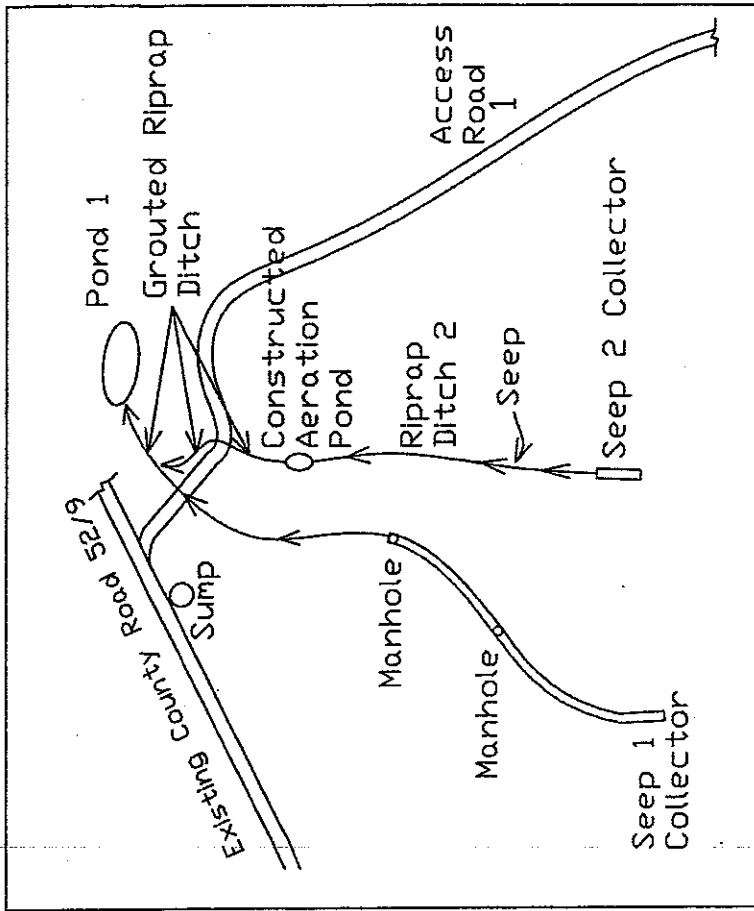 Pond 1
Grouted Riprap
Ditch
Existing County Road 52/9
Sump
Access
Road
1
Constructed
Aeration
Pond
Riprap
Ditch 2
Seep
Manhole
Manhole
Seep 2 Collector
Seep 1
Collector